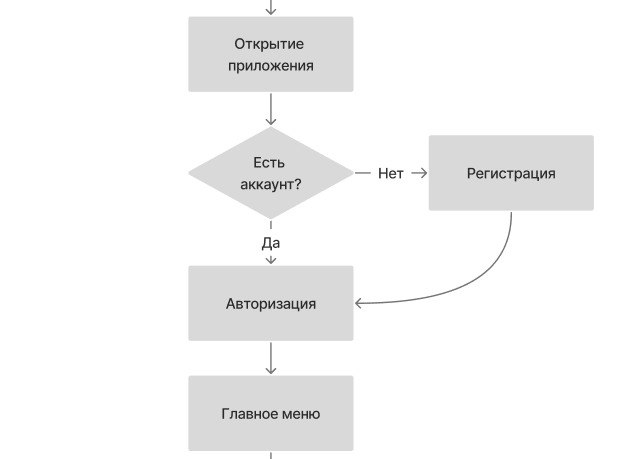 Открытие
приложения
Есть
аккаунт?
Нет
Регистрация
Да
Авторизация
Главное меню